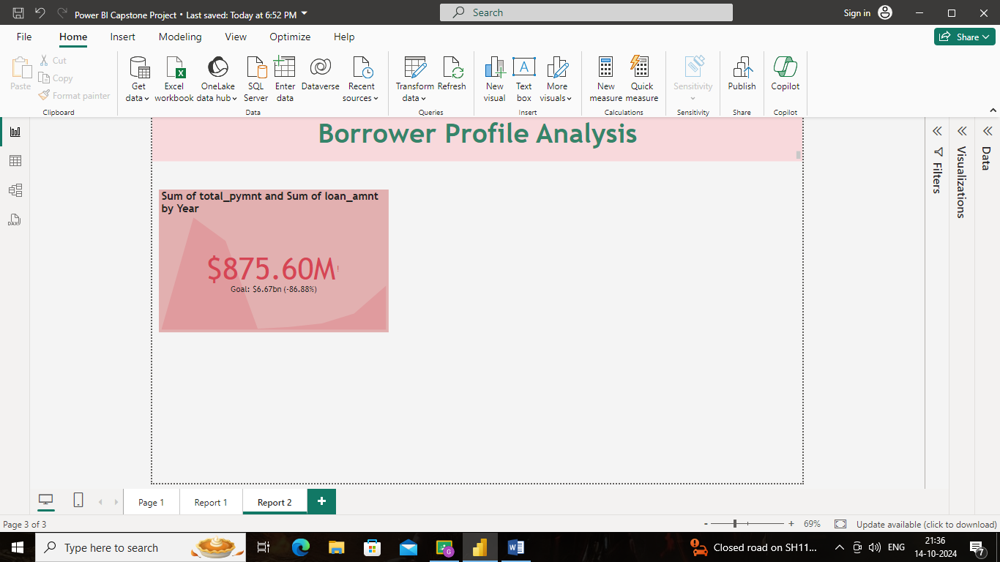 Power BI Capstone Project • Last saved: Today at 6:52 PM
Search
Sign in
File
Home
Insert
Modeling
View
Optimize
Help
Share
Paste
Cut
Copy
Format painter
Clipboard
Get data
Excel workbook
OneLake data hub
SQL Server
Enter data
Dataverse
Recent sources
Data
Transform data
Refresh
Queries
New visual
Text box
More visuals
Insert
New measure
Quick measure
Calculations
Sensitivity
Sensitivity
Publish
Share
Copilot
Copilot
Borrower Profile Analysis
Sum of total_pymnt and Sum of loan_amnt
by Year
$875.60M!
Goal: $6.67bn (-86.88%)
Filters
Visualizations
Data
Page 1
Report 1
Report 2
Page 3 of 3
- + 69%
Update available (click to download)
Type here to search
Closed road on SH11...
ENG
21:36
14-10-2024
7